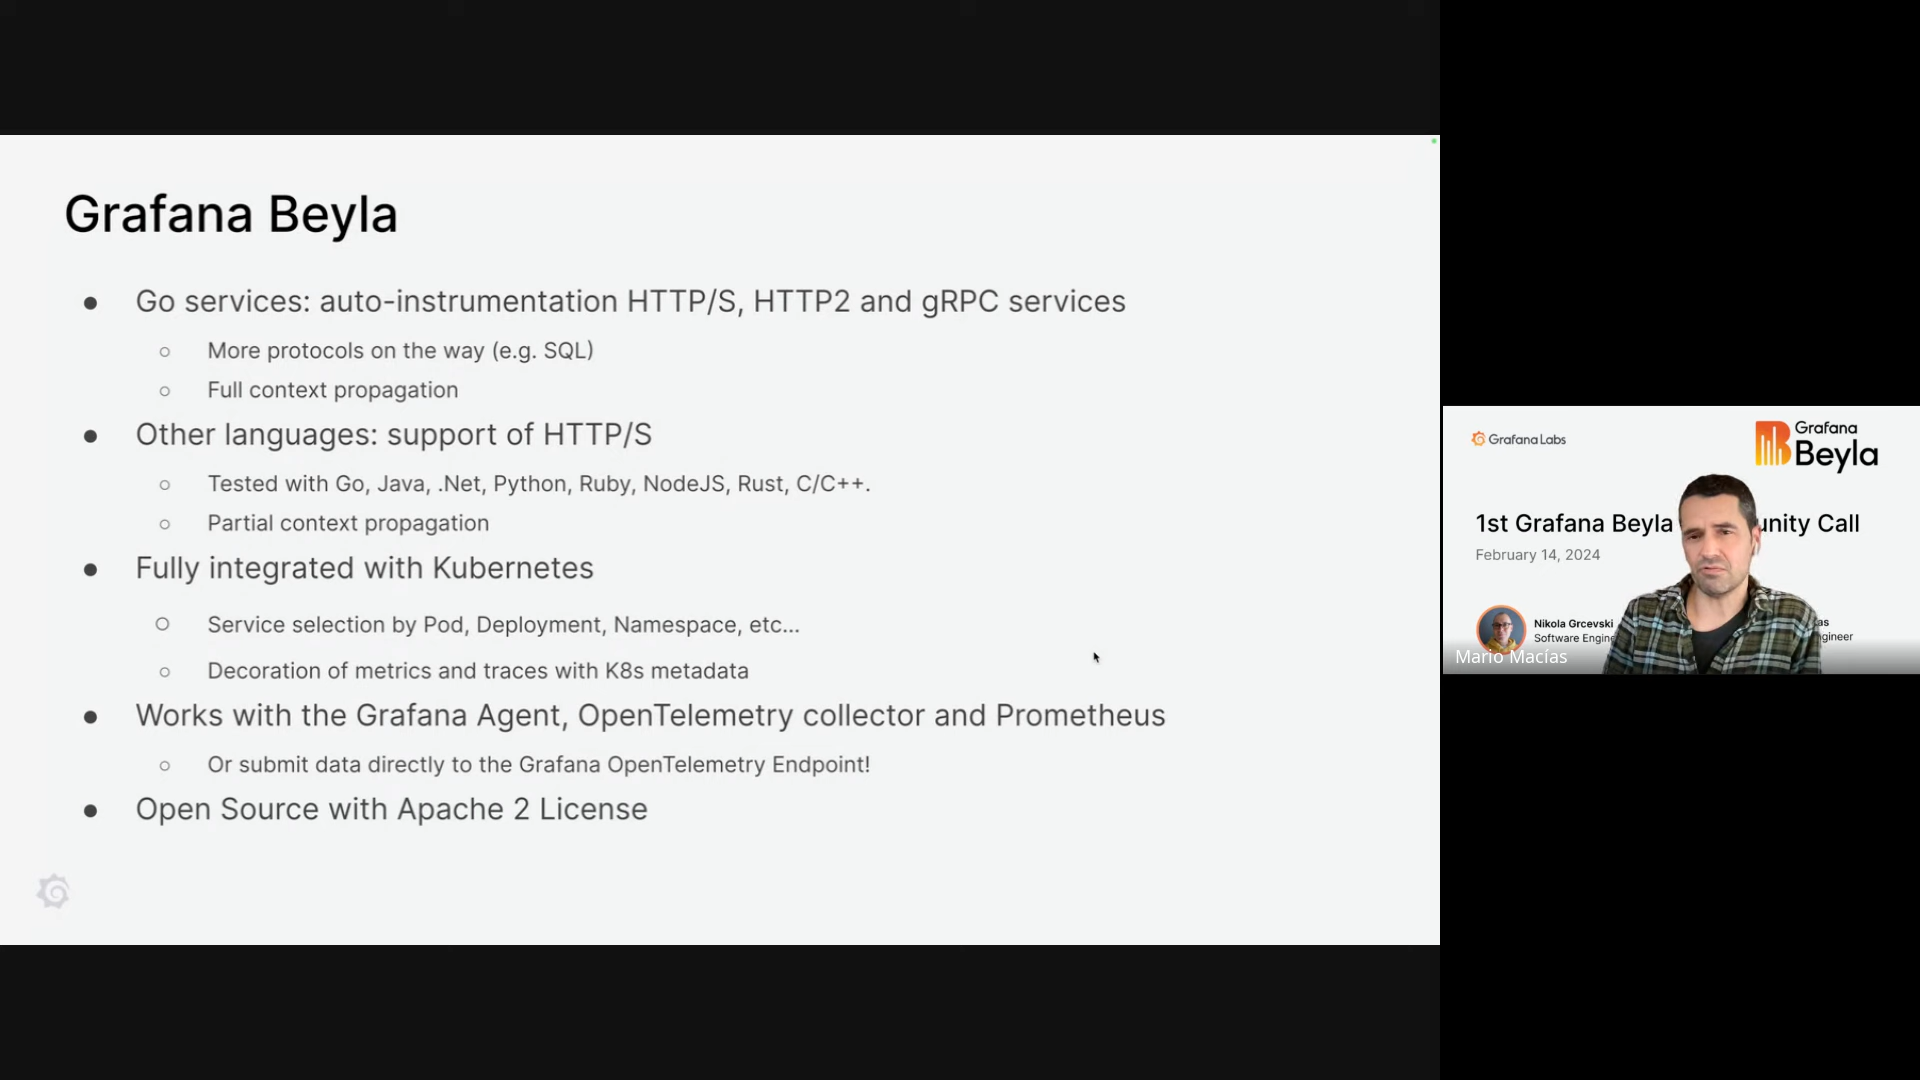 Grafana Beyla
Go services: auto-instrumentation HTTP/S, HTTP2 and gRPC services
More protocols on the way (e.g. SQL)
Full context propagation
Other languages: support of HTTP/S
Tested with Go, Java, .Net, Python, Ruby, NodeJS, Rust, C/C++.
Partial context propagation
Fully integrated with Kubernetes
Service selection by Pod, Deployment, Namespace, etc...
Decoration of metrics and traces with K8s metadata
Works with the Grafana Agent, OpenTelemetry collector and Prometheus
Or submit data directly to the Grafana OpenTelemetry Endpoint!
Open Source with Apache 2 License
Grafana Labs
Grafana
Beyla
1st Grafana Beyla unity Call
February 14, 2024
Nikola Grcevski as
Software Engine gineer
Mario Macías